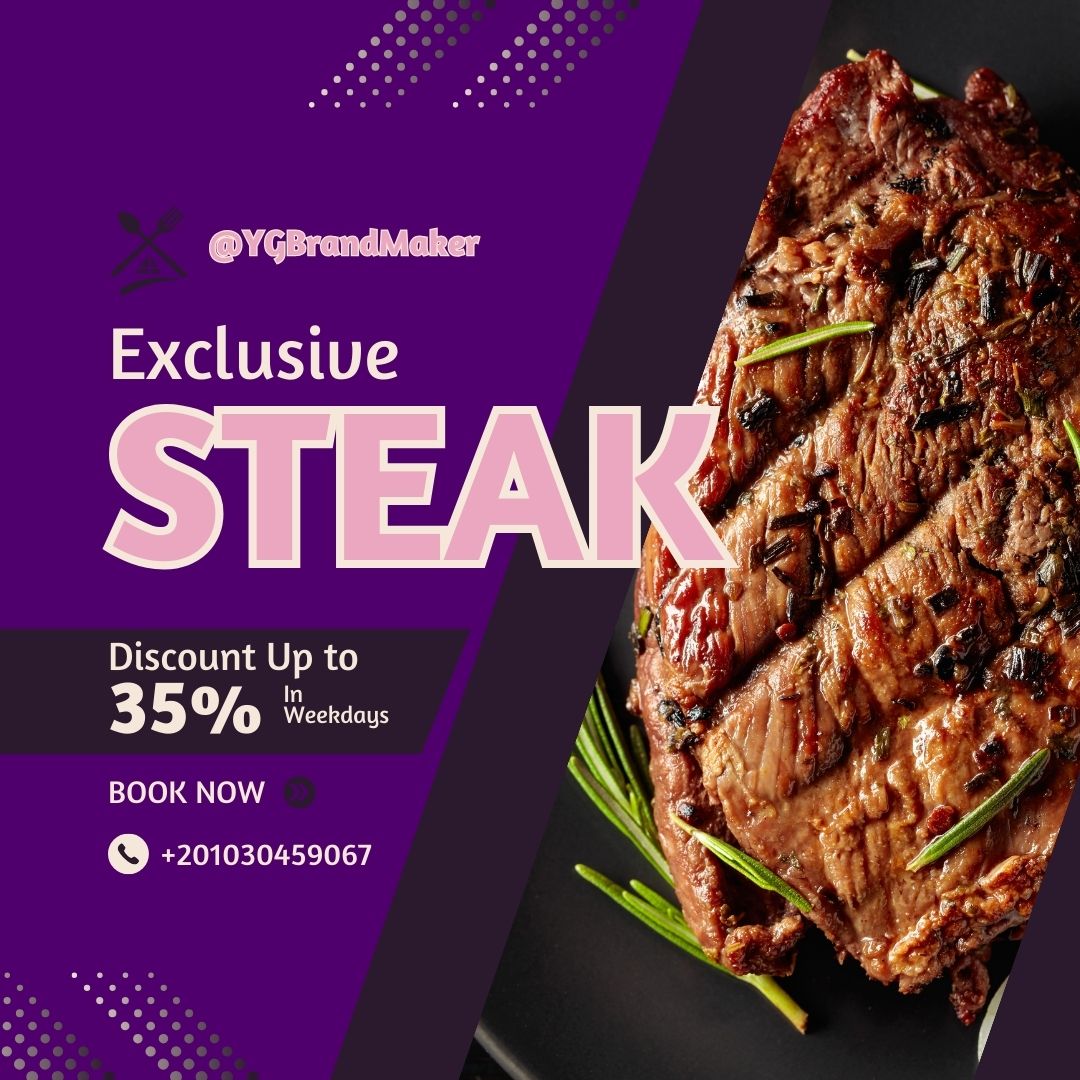 @YGBrandMaker
Exclusive
STEAK
Discount Up to
35% In
Weekdays
BOOK NOW
+201030459067